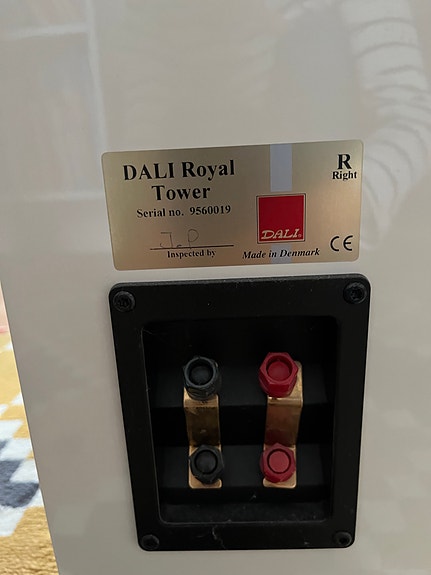 DALI Royal
Tower
R
Right
Serial no. 9560019
DALI
J.P
Inspected by
Made in Denmark
CE